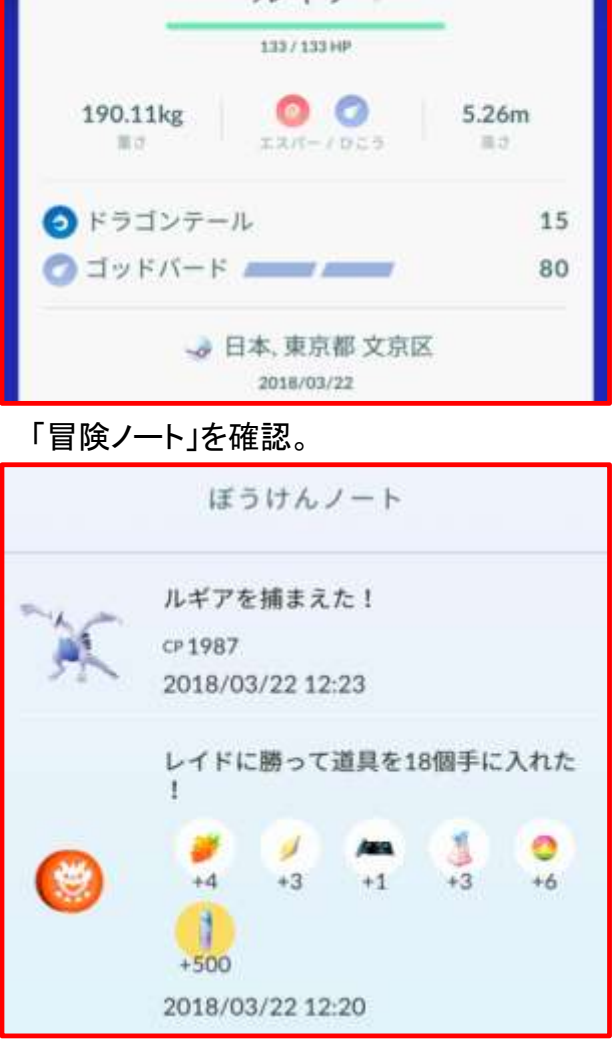 133 / 133 HP
190.11kg
5.26m
重さ
エスパー / ひこう
高さ
ドラゴンテール
15
ゴッドバード
80
日本, 東京都 文京区
2018/03/22
「冒険ノート」を確認。
ぼうけんノート
ルギアを捕まえた！
CP1987
2018/03/22 12:23
レイドに勝って道具を18個手に入れた
！
+4 +3 +1 +3 +6
+500
2018/03/22 12:20